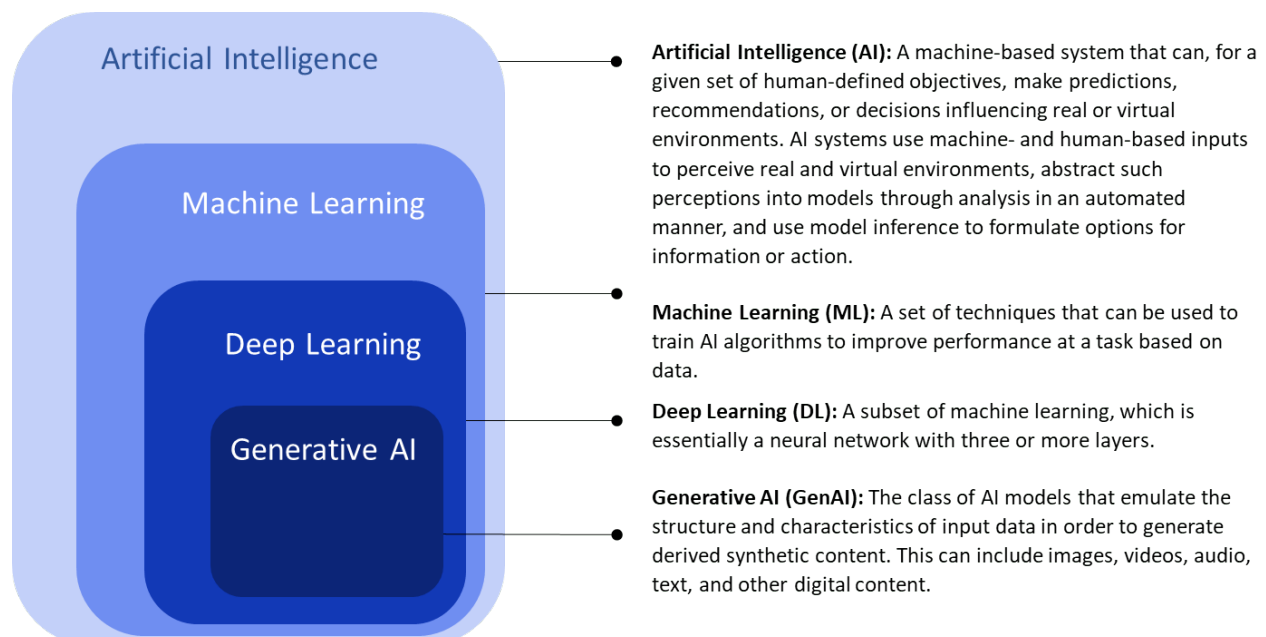 Artificial Intelligence
Machine Learning
Deep Learning
Generative AI
Artificial Intelligence (AI): A machine-based system that can, for a
given set of human-defined objectives, make predictions,
recommendations, or decisions influencing real or virtual
environments. AI systems use machine- and human-based inputs
to perceive real and virtual environments, abstract such
perceptions into models through analysis in an automated
manner, and use model inference to formulate options for
information or action.
Machine Learning (ML): A set of techniques that can be used to
train AI algorithms to improve performance at a task based on
data.
Deep Learning (DL): A subset of machine learning, which is
essentially a neural network with three or more layers.
Generative AI (GenAI): The class of AI models that emulate the
structure and characteristics of input data in order to generate
derived synthetic content. This can include images, videos, audio,
text, and other digital content.